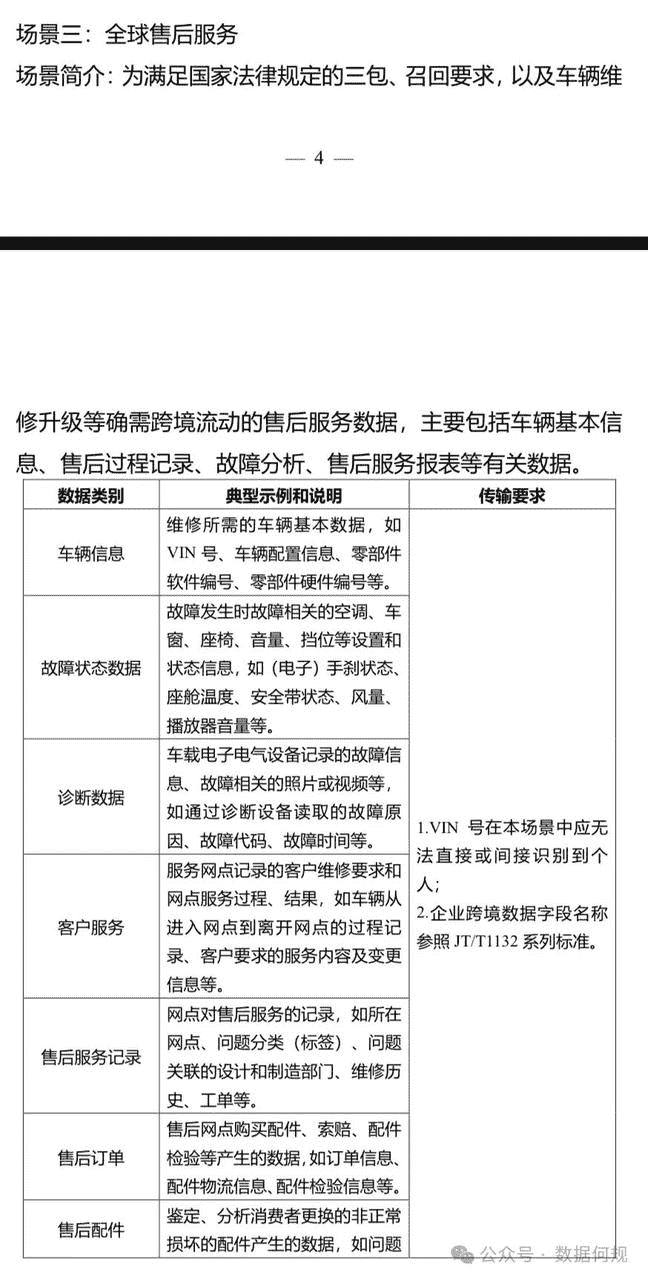 场景三：全球售后服务
场景简介：为满足国家法律规定的三包、召回要求，以及车辆维
— 4 —
修升级等确需跨境流动的售后服务数据，主要包括车辆基本信
息、售后过程记录、故障分析、售后服务报表等有关数据。
数据类别
典型示例和说明
传输要求
车辆信息
维修所需的车辆基本数据，如
VIN 号、车辆配置信息、零部件
软件编号、零部件硬件编号等。
故障状态数据
故障发生时故障相关的空调、车
窗、座椅、音量、挡位等设置和
状态信息，如（电子）手刹状态、
座舱温度、安全带状态、风量、
播放器音量等。
诊断数据
车载电子电气设备记录的故障信
息、故障相关的照片或视频等，
如通过诊断设备读取的故障原
因、故障代码、故障时间等。
客户服务
服务网点记录的客户维修要求和
网点服务过程、结果，如车辆从
进入网点到离开网点的过程记
录、客户要求的服务内容及变更
信息等。
售后服务记录
网点对售后服务的记录，如所在
网点、问题分类（标签）、问题
关联的设计和制造部门、维修历
史、工单等。
售后订单
售后网点购买配件、索赔、配件
检验等产生的数据，如订单信息、
配件物流信息、配件检验信息等。
售后配件
鉴定、分析消费者更换的非正常
损坏的配件产生的数据，如问题
1.VIN 号在本场景中应无
法直接或间接识别到个
人；
2.企业跨境数据字段名称
参照 JT/T1132 系列标准。
公众号 · 数据何规